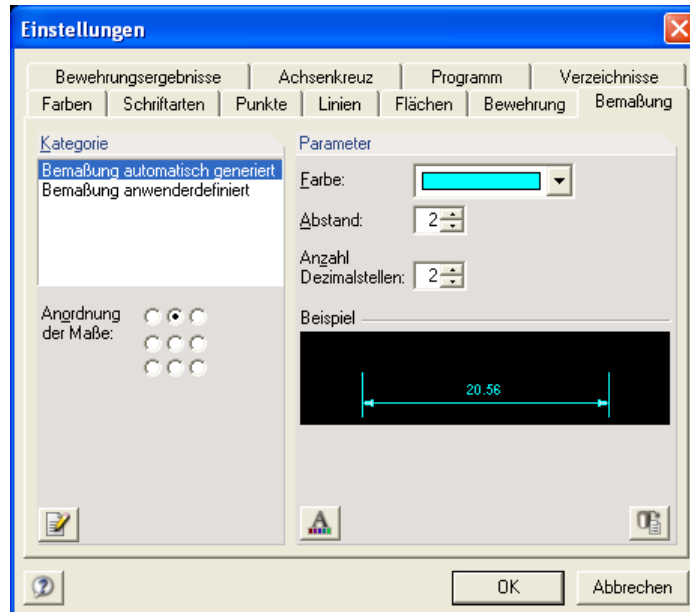 Einstellungen
Bewehrungsergebnisse Achsenkreuz Programm Verzeichnisse
Farben Schriftarten Punkte Linien Flächen Bewehrung Bemaßung
Kategorie
Bemaßung automatisch generiert
Bemaßung anwenderdefiniert
Anordnung
der Maße:
Parameter
Farbe:
Abstand: 2
Anzahl
Dezimalstellen: 2
Beispiel
20.56
A
OK Abbrechen